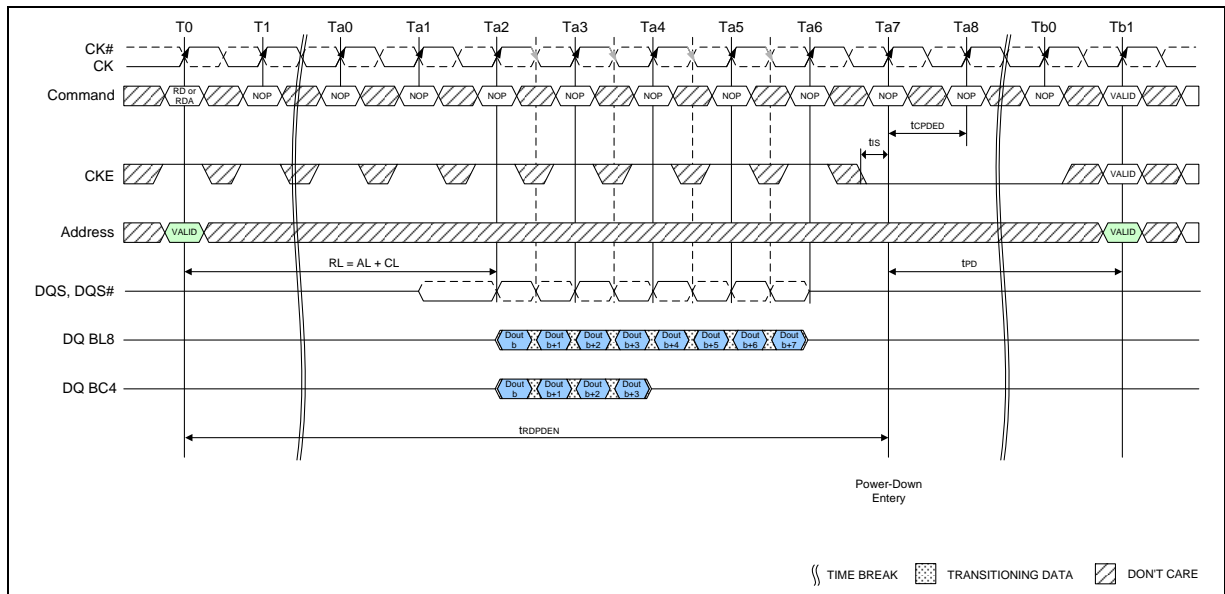 T0 T1 Ta0 Ta1 Ta2 Ta3 Ta4 Ta5 Ta6 Ta7 Ta8 Tb0 Tb1
CK#
CK
Command RD or RDA NOP NOP NOP NOP NOP NOP NOP NOP NOP NOP NOP VALID
tCPDED
tIS
CKE VALID
Address VALID VALID
RL = AL + CL tPD
DQS, DQS#
DQ BL8 Dout b Dout b+1 Dout b+2 Dout b+3 Dout b+4 Dout b+5 Dout b+6 Dout b+7
DQ BC4 Dout b Dout b+1 Dout b+2 Dout b+3
tRDPDEN
Power-Down
Entery
TIME BREAK TRANSITIONING DATA DON'T CARE